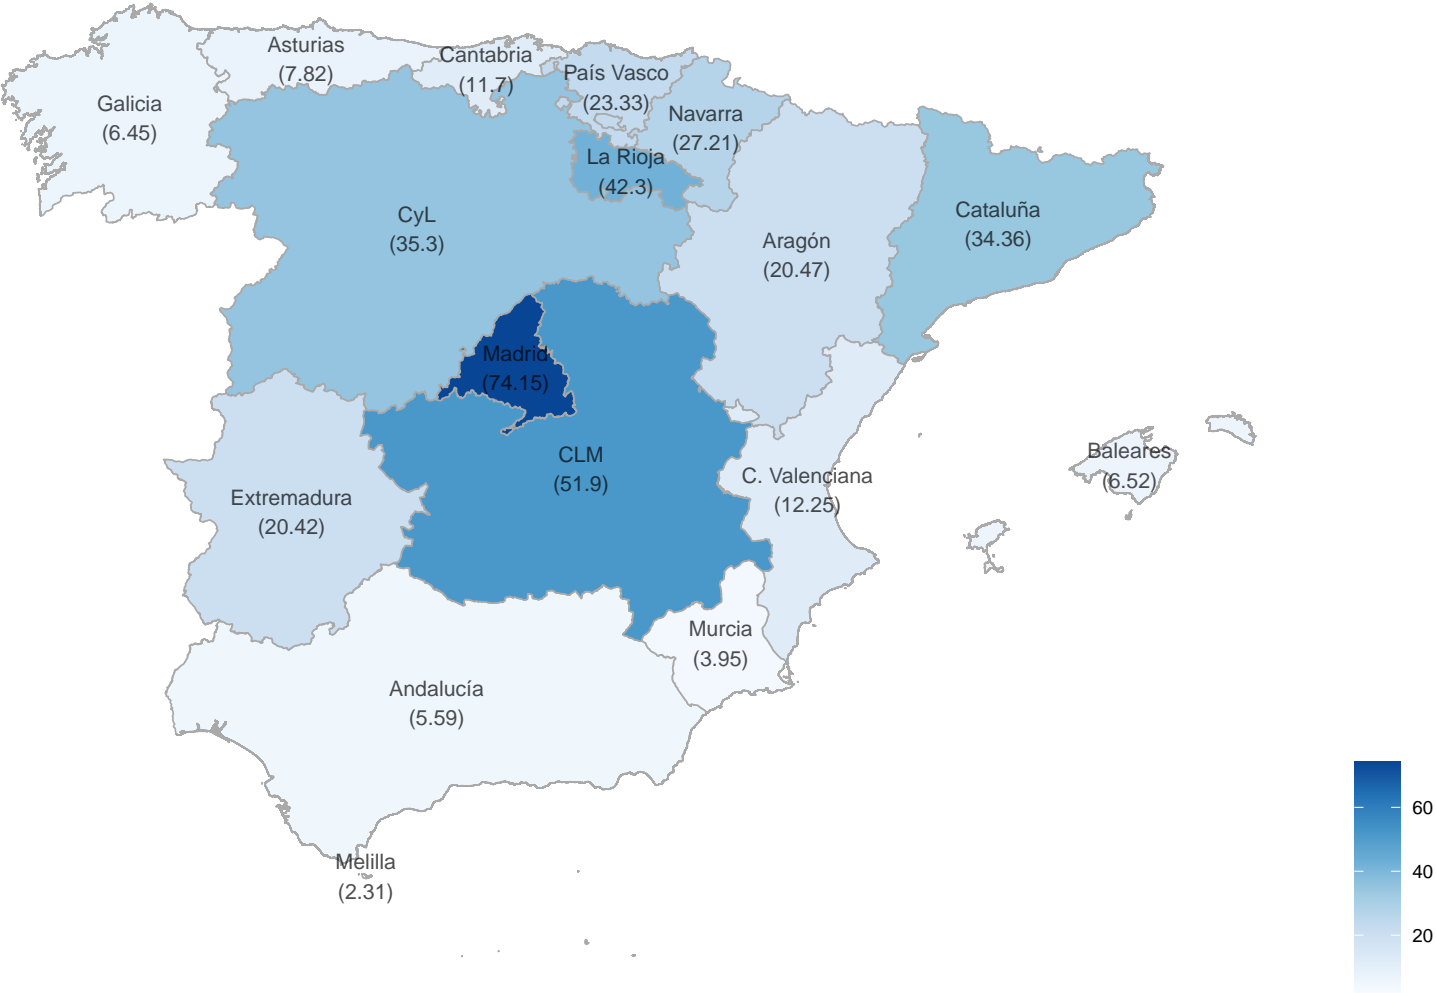 Asturias
(7.82)
Cantabria
(11.7)
País Vasco
(23.33)
Galicia
(6.45)
Navarra
(27.21)
La Rioja
(42.3)
CyL
(35.3)
Cataluña
(34.36)
Aragón
(20.47)
Madrid
(74.15)
CLM
(51.9)
Baleares
(6.52)
C. Valenciana
(12.25)
Extremadura
(20.42)
Murcia
(3.95)
Andalucía
(5.59)
Melilla
(2.31)
60
40
20